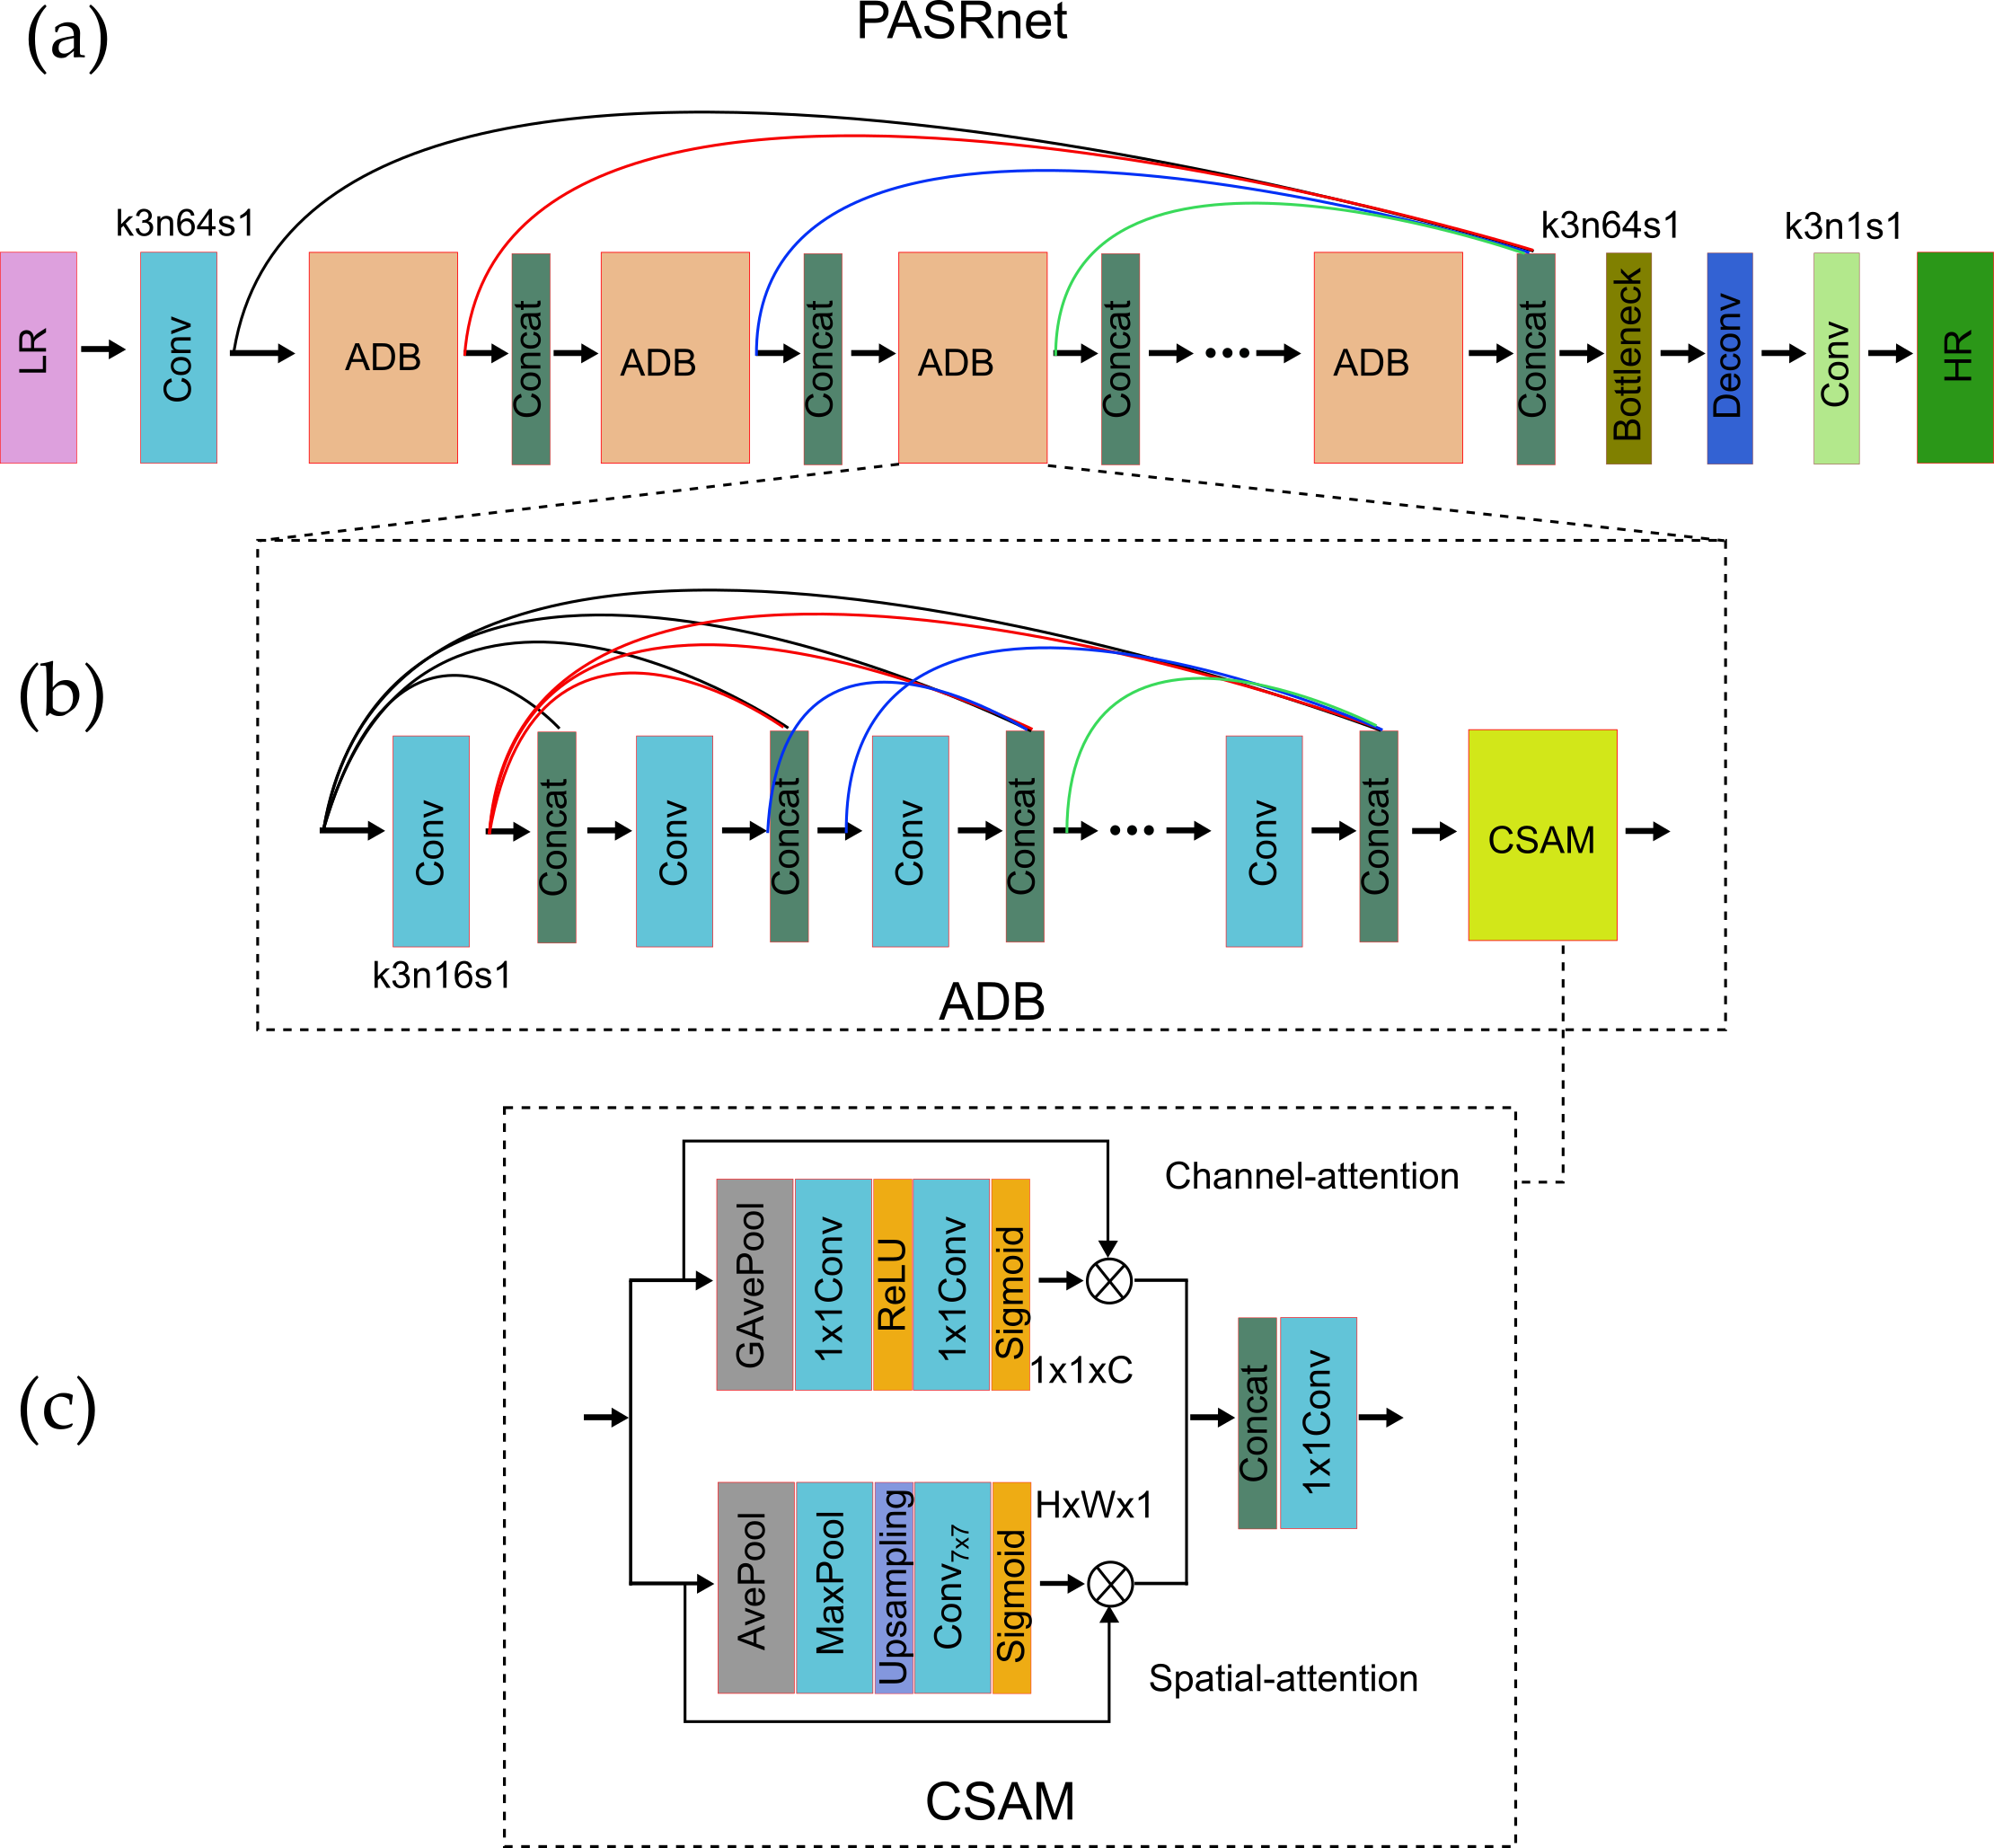 (a)
PASRnet
k3n64s1
k3n64s1
k3n1s1
LR
Conv
ADB
Concat
ADB
Concat
ADB
Concat
ADB
Concat
Bottleneck
Deconv
Conv
HR
(b)
Conv
Concat
Conv
Concat
Conv
Concat
Conv
Concat
CSAM
k3n16s1
ADB
(c)
Channel-attention
GAvePool
1x1Conv
ReLU
1x1Conv
Sigmoid
1x1xC
Concat
1x1Conv
HxWx1
AvePool
MaxPool
Upsampling
Conv7x7
Sigmoid
Spatial-attention
CSAM